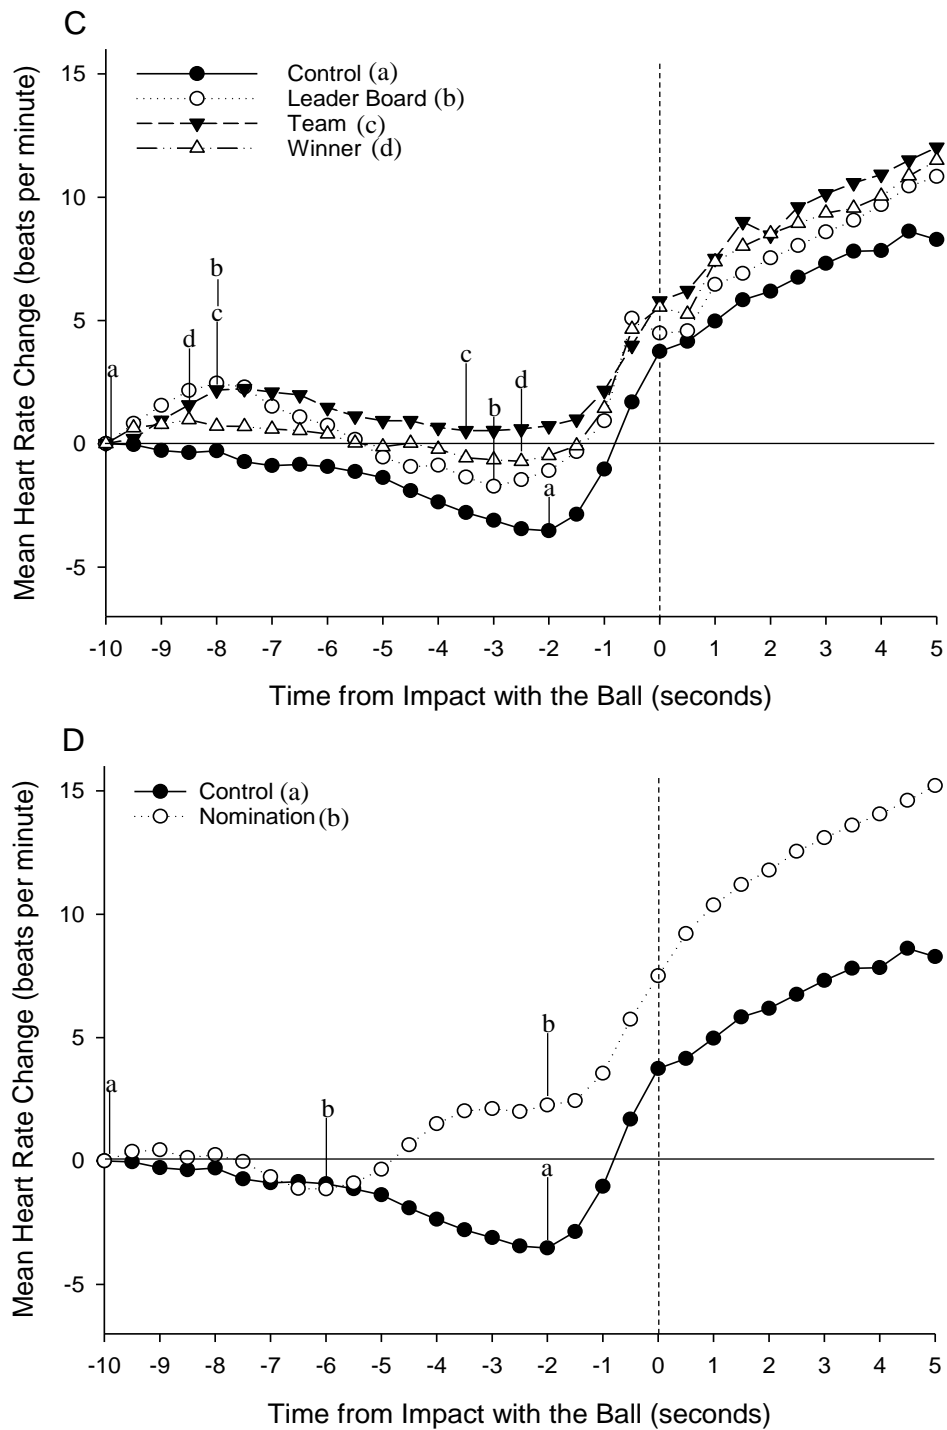 C
Mean Heart Rate Change (beats per minute)
Control (a)
Leader Board (b)
Team (c)
Winner (d)
15
10
5
0
-5
a
d
b
c
c
b
d
a
-10 -9 -8 -7 -6 -5 -4 -3 -2 -1 0 1 2 3 4 5
Time from Impact with the Ball (seconds)
D
Mean Heart Rate Change (beats per minute)
Control (a)
Nomination (b)
15
10
5
0
-5
a
b
b
a
-10 -9 -8 -7 -6 -5 -4 -3 -2 -1 0 1 2 3 4 5
Time from Impact with the Ball (seconds)